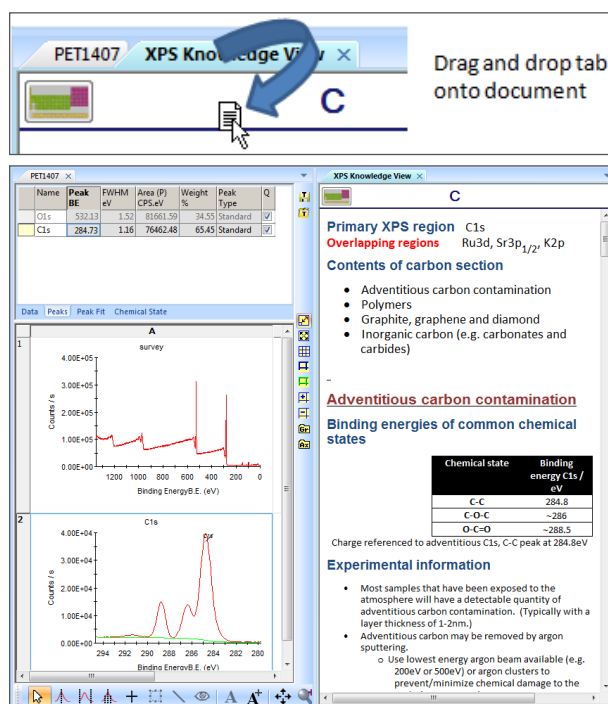 PET1407 XPS Knowledge View ×
Drag and drop tab
onto document
C
PET1407 ×
Name Peak BE FWHM eV Area (P) CPS.eV Weight % Peak Type Q
O1s 532.13 1.52 81661.59 34.55 Standard
C1s 284.73 1.16 76462.48 65.45 Standard
Data Peaks Peak Fit Chemical State
A
1
survey
4.00E+05
3.00E+05
2.00E+05
1.00E+05
0.00E+00
Counts / s
1200 1000 800 600 400 200 0
Binding EnergyB.E. (eV)
2
C1s
4.00E+04
3.00E+04
2.00E+04
1.00E+04
0.00E+00
Counts / s
294 292 290 288 286 284 282 280
Binding EnergyB.E. (eV)
Gr
Ax
A A
XPS Knowledge View ×
C
Primary XPS region C1s
Overlapping regions Ru3d, Sr3p1/2, K2p
Contents of carbon section
• Adventitious carbon contamination
• Polymers
• Graphite, graphene and diamond
• Inorganic carbon (e.g. carbonates and
carbides)
Adventitious carbon contamination
Binding energies of common chemical
states
Chemical state Binding
energy C1s /
eV
C-C 284.8
C-O-C ~286
O-C=O ~288.5
Charge referenced to adventitious C1s, C-C peak at 284.8eV
Experimental information
• Most samples that have been exposed to the
atmosphere will have a detectable quantity of
adventitious carbon contamination. (Typically with a
layer thickness of 1-2nm.)
• Adventitious carbon may be removed by argon
sputtering.
o Use lowest energy argon beam available (e.g.
200eV or 500eV) or argon clusters to
prevent/minimize chemical damage to the